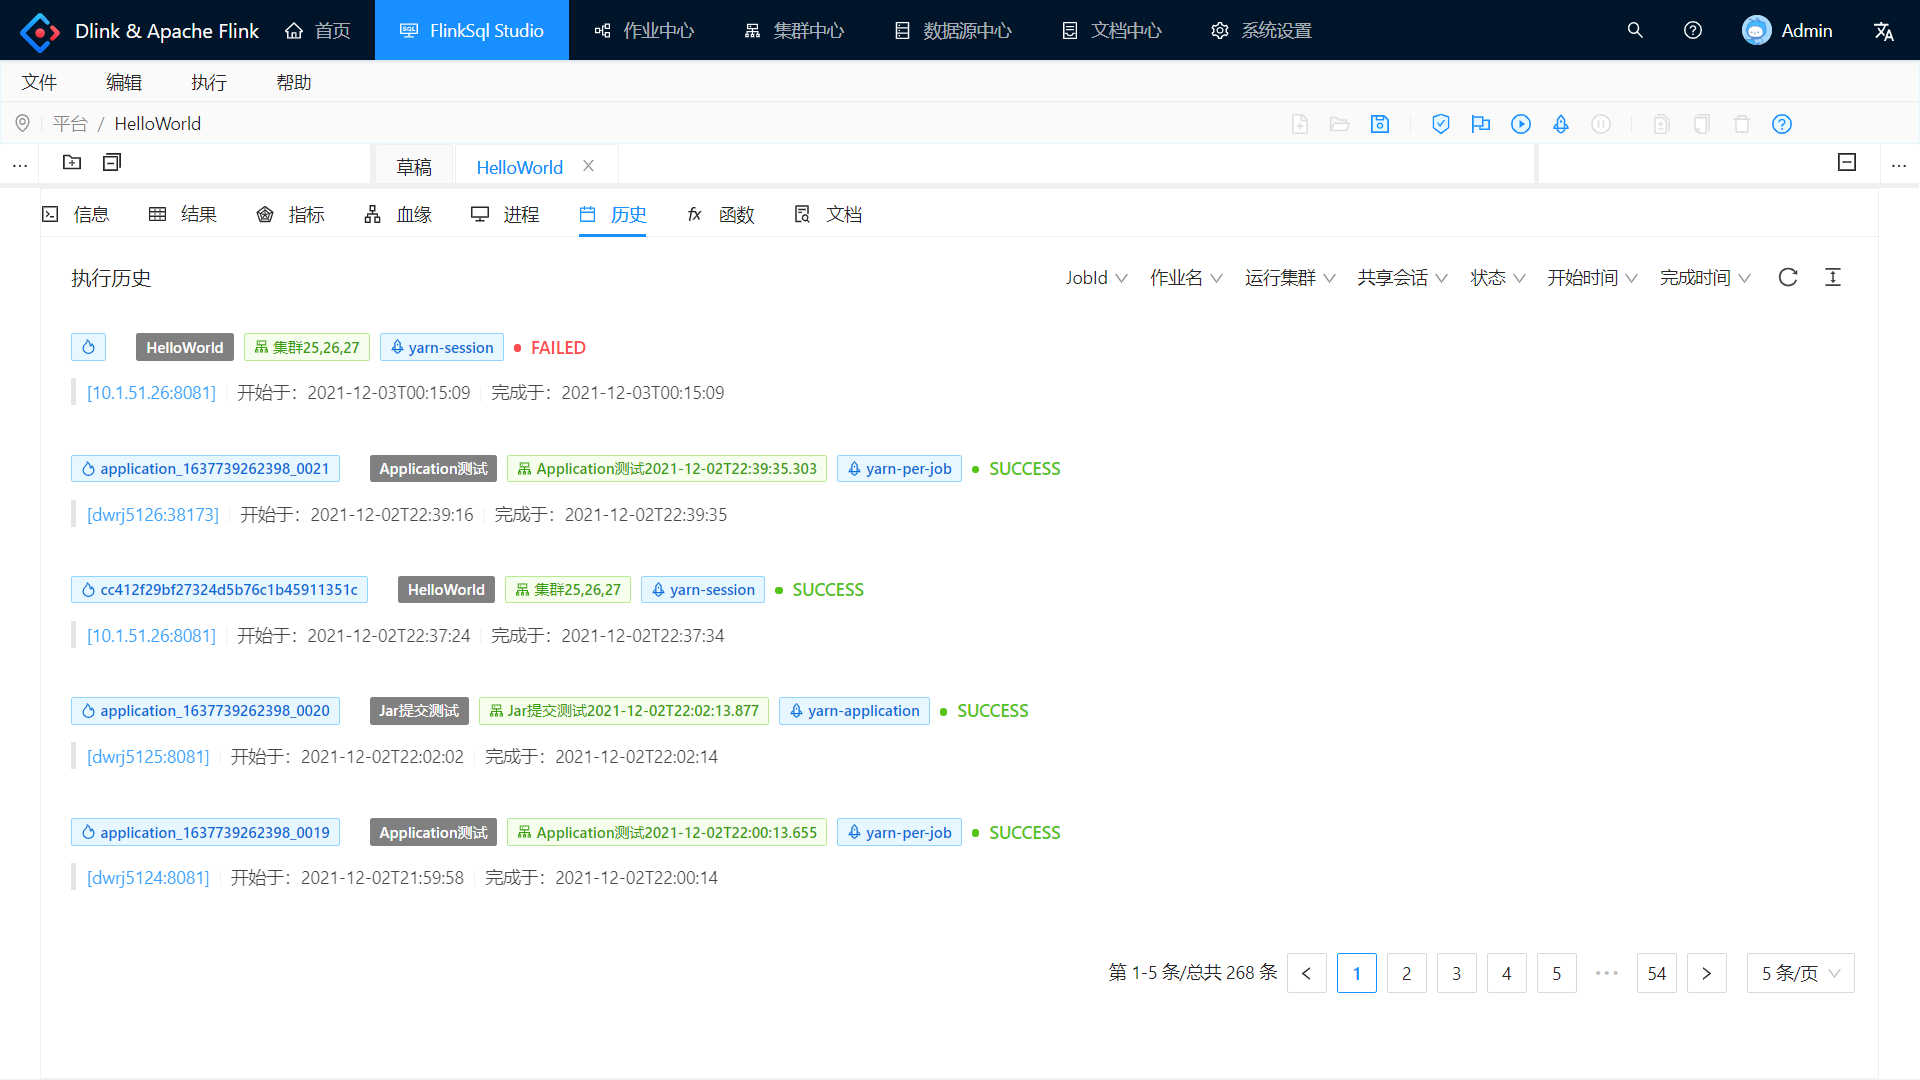 Dlink & Apache Flink 首页 FlinkSql Studio 作业中心 集群中心 数据源中心 文档中心 系统设置 Admin
文件 编辑 执行 帮助
平台 / HelloWorld
草稿 HelloWorld
信息 结果 指标 血缘 进程 历史 函数 文档
执行历史 JobId 作业名 运行集群 共享会话 状态 开始时间 完成时间
HelloWorld 集群25,26,27 yarn-session FAILED
[10.1.51.26:8081] 开始于：2021-12-03T00:15:09 完成于：2021-12-03T00:15:09
application_1637739262398_0021 Application测试 Application测试2021-12-02T22:39:35.303 yarn-per-job SUCCESS
[dwrj5126:38173] 开始于：2021-12-02T22:39:16 完成于：2021-12-02T22:39:35
cc412f29bf27324d5b76c1b45911351c HelloWorld 集群25,26,27 yarn-session SUCCESS
[10.1.51.26:8081] 开始于：2021-12-02T22:37:24 完成于：2021-12-02T22:37:34
application_1637739262398_0020 Jar提交测试 Jar提交测试2021-12-02T22:02:13.877 yarn-application SUCCESS
[dwrj5125:8081] 开始于：2021-12-02T22:02:02 完成于：2021-12-02T22:02:14
application_1637739262398_0019 Application测试 Application测试2021-12-02T22:00:13.655 yarn-per-job SUCCESS
[dwrj5124:8081] 开始于：2021-12-02T21:59:58 完成于：2021-12-02T22:00:14
第 1-5 条/总共 268 条 < 1 2 3 4 5 ••• 54 > 5 条/页